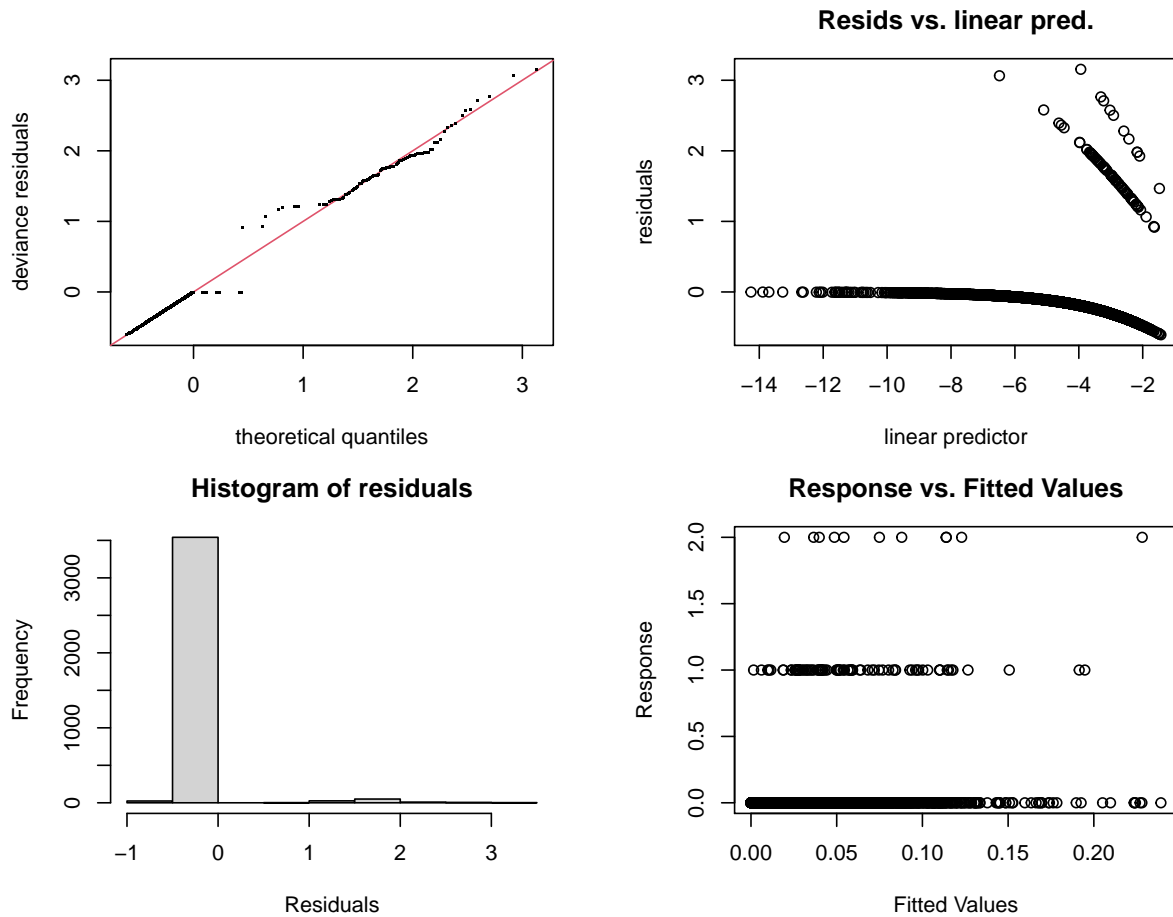 deviance residuals
3
2
1
0
0 1 2 3
theoretical quantiles
Resids vs. linear pred.
residuals
3
2
1
0
−14 −12 −10 −8 −6 −4 −2
linear predictor
Histogram of residuals
Frequency
3000
2000
1000
0
−1 0 1 2 3
Residuals
Response vs. Fitted Values
Response
2.0
1.5
1.0
0.5
0.0
0.00 0.05 0.10 0.15 0.20
Fitted Values